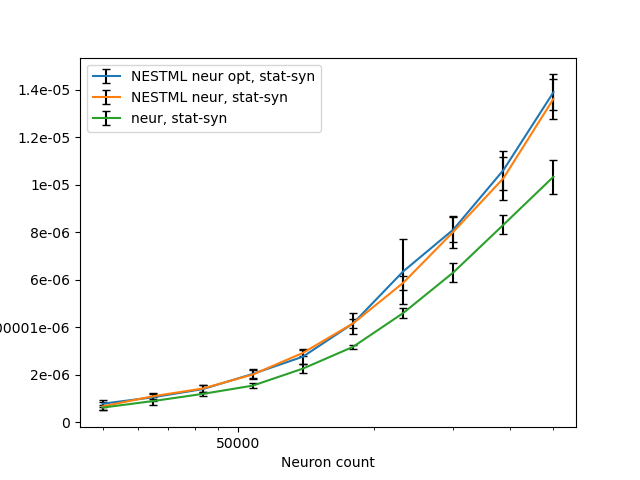 NESTML neur opt, stat-syn
NESTML neur, stat-syn
neur, stat-syn
1.4e-05
1.2e-05
1e-05
8e-06
6e-06
00001e-06
2e-06
0
50000
Neuron count